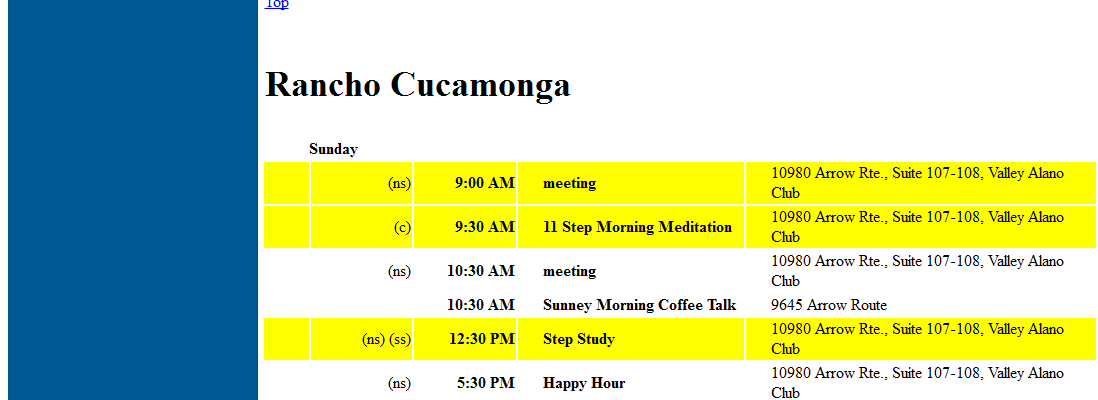 Top
Rancho Cucamonga
Sunday
(ns) 9:00 AM meeting 10980 Arrow Rte., Suite 107-108, Valley Alano
Club
(c) 9:30 AM 11 Step Morning Meditation 10980 Arrow Rte., Suite 107-108, Valley Alano
Club
(ns) 10:30 AM meeting 10980 Arrow Rte., Suite 107-108, Valley Alano
Club
10:30 AM Sunney Morning Coffee Talk 9645 Arrow Route
(ns) (ss) 12:30 PM Step Study 10980 Arrow Rte., Suite 107-108, Valley Alano
Club
(ns) 5:30 PM Happy Hour 10980 Arrow Rte., Suite 107-108, Valley Alano
Club